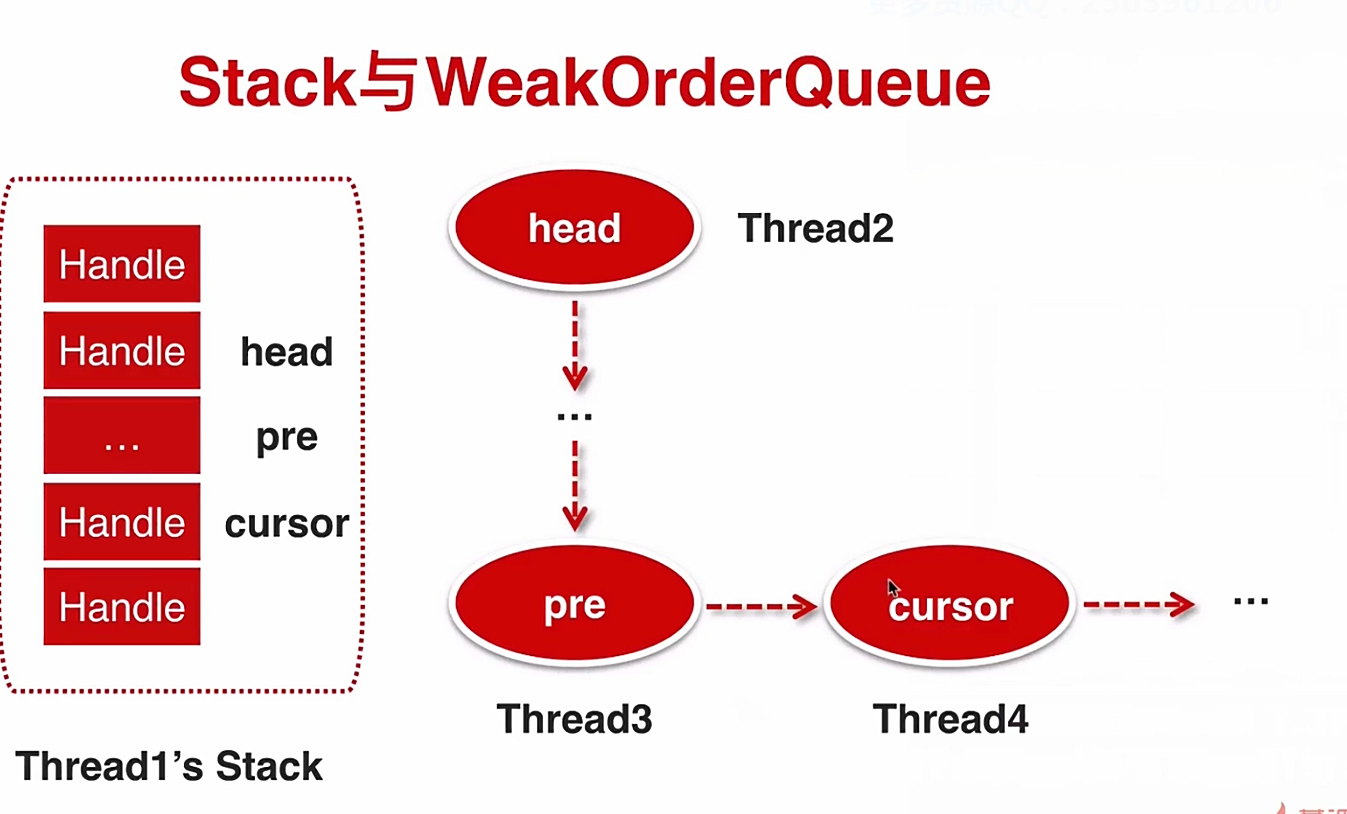 Stack与WeakOrderQueue
Handle
Handle
head
...
pre
Handle
cursor
Handle
Thread1’s Stack
head
Thread2
...
pre
cursor
...
Thread3
Thread4